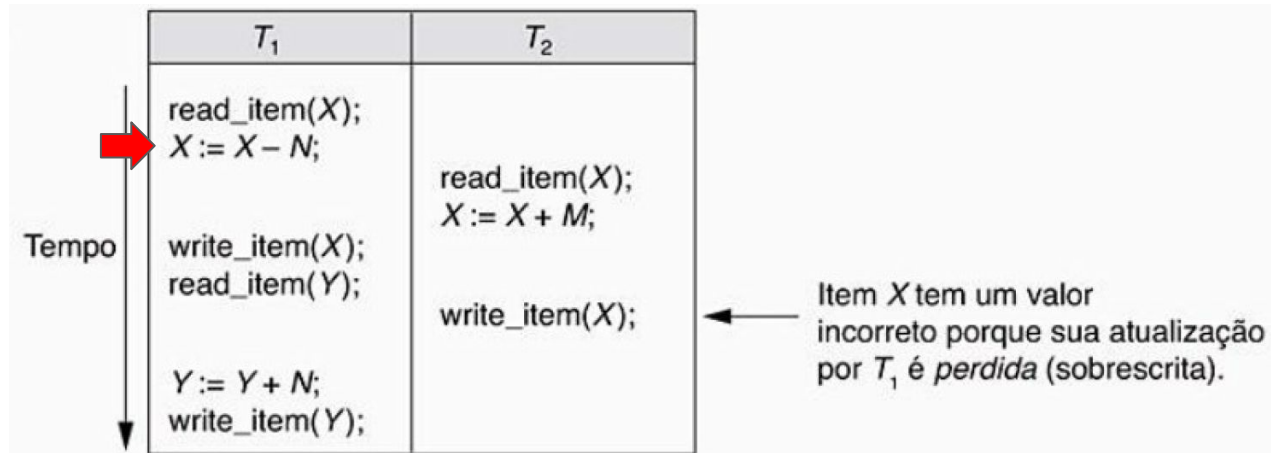 T₁ T₂
read_item(X);
X := X – N;
read_item(X);
X := X + M;
Tempo
write_item(X);
read_item(Y);
write_item(X);
Item X tem um valor
incorreto porque sua atualização
por T₁ é perdida (sobrescrita).
Y := Y + N;
write_item(Y);